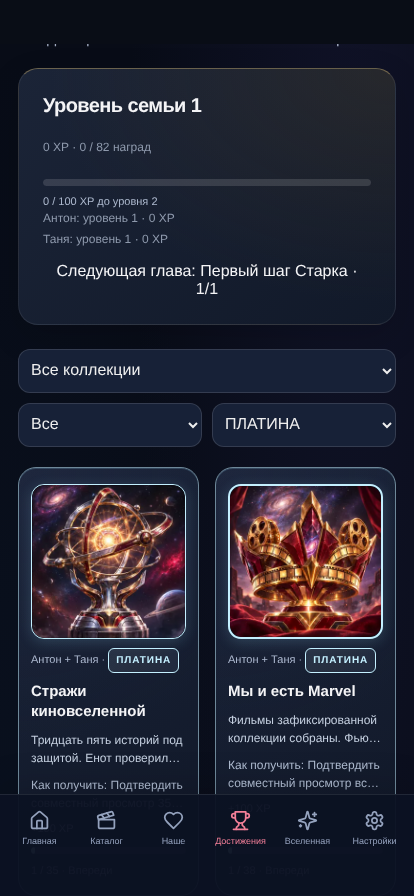 Уровень семьи 1
0 XP · 0 / 82 наград
0 / 100 XP до уровня 2
Антон: уровень 1 · 0 XP
Таня: уровень 1 · 0 XP
Следующая глава: Первый шаг Старка ·
1/1
Все коллекции
Все
ПЛАТИНА
Антон + Таня · ПЛАТИНА
Стражи
киновселенной
Тридцать пять историй под
защитой. Енот проверил…
Как получить: Подтвердить
совместный просмотр
XP
Антон + Таня · ПЛАТИНА
Мы и есть Marvel
Фильмы зафиксированной
коллекции собраны. Фью…
Как получить: Подтвердить
совместный просмотр вс…
Главная
Каталог
Наше
Достижения
Вселенная
Настройки